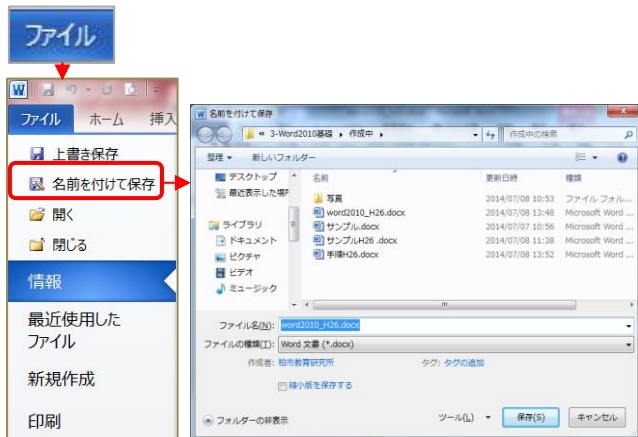 ファイル
W
ファイル ホーム 挿入
上書き保存
名前を付けて保存
開く
閉じる
情報
最近使用した
ファイル
新規作成
印刷
W 名前を付けて保存
« 3-Word2010基礎 ▸ 作成中 ▸ 作成中の検索
整理 ▼ 新しいフォルダー
デスクトップ
最近表示した場所
ライブラリ
ドキュメント
ピクチャ
ビデオ
ミュージック
名前 更新日時 種類
写真 2014/07/08 10:53 ファイル フォル...
word2010_H26.docx 2014/07/08 13:48 Microsoft Word ...
サンプル.docx 2014/07/07 10:56 Microsoft Word ...
サンプルH26 .docx 2014/07/08 11:38 Microsoft Word ...
手順H26.docx 2014/07/08 13:52 Microsoft Word ...
ファイル名(N): word2010_H26.docx
ファイルの種類(T): Word 文書 (*.docx)
作成者: 柏市教育研究所 タグ: タグの追加
縮小版を保存する
フォルダーの非表示 ツール(L) ▼ 保存(S) キャンセル